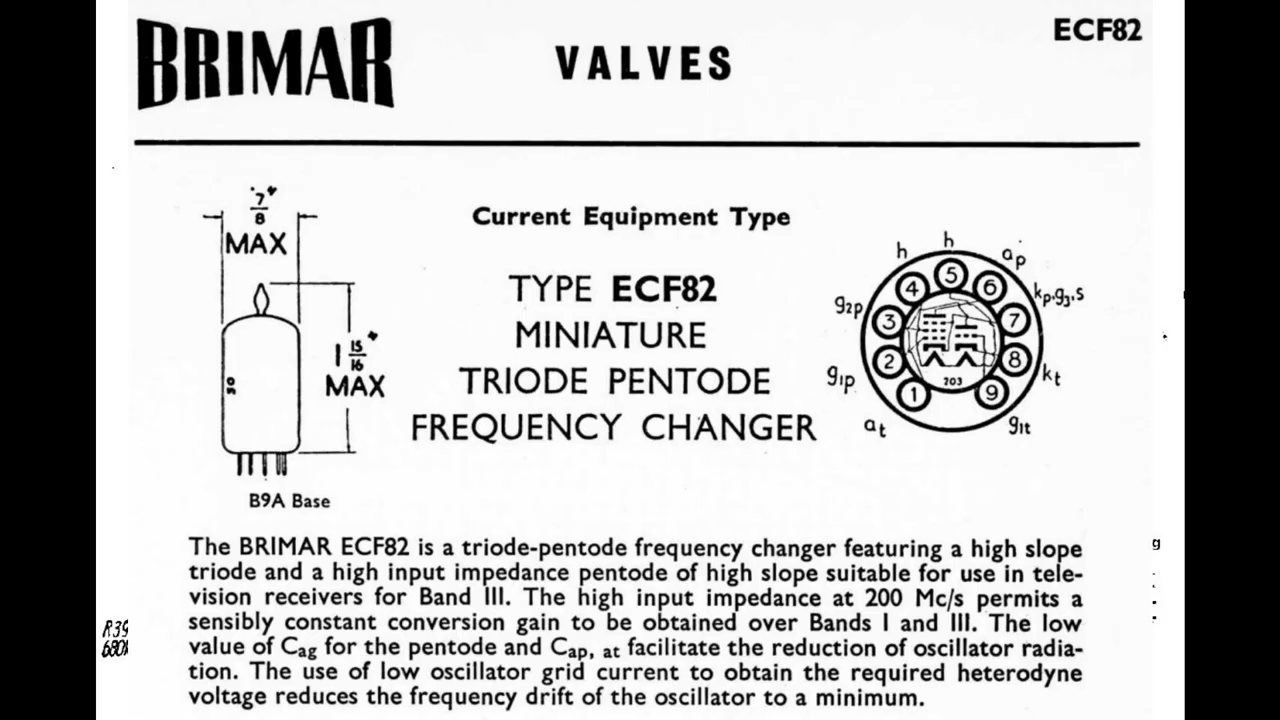 BRIMAR
VALVES
ECF82
7/8"
MAX
Current Equipment Type
TYPE ECF82
MINIATURE
TRIODE PENTODE
FREQUENCY CHANGER
1 15/16"
MAX
B9A Base
h
h
ap
kp.g3.s
g2p
g1p
at
kt
g1t
1
2
3
4
5
6
7
8
9
203
The BRIMAR ECF82 is a triode-pentode frequency changer featuring a high slope
triode and a high input impedance pentode of high slope suitable for use in tele-
vision receivers for Band III. The high input impedance at 200 Mc/s permits a
sensibly constant conversion gain to be obtained over Bands I and III. The low
value of Cag for the pentode and Cap, at facilitate the reduction of oscillator radia-
tion. The use of low oscillator grid current to obtain the required heterodyne
voltage reduces the frequency drift of the oscillator to a minimum.
R39
g